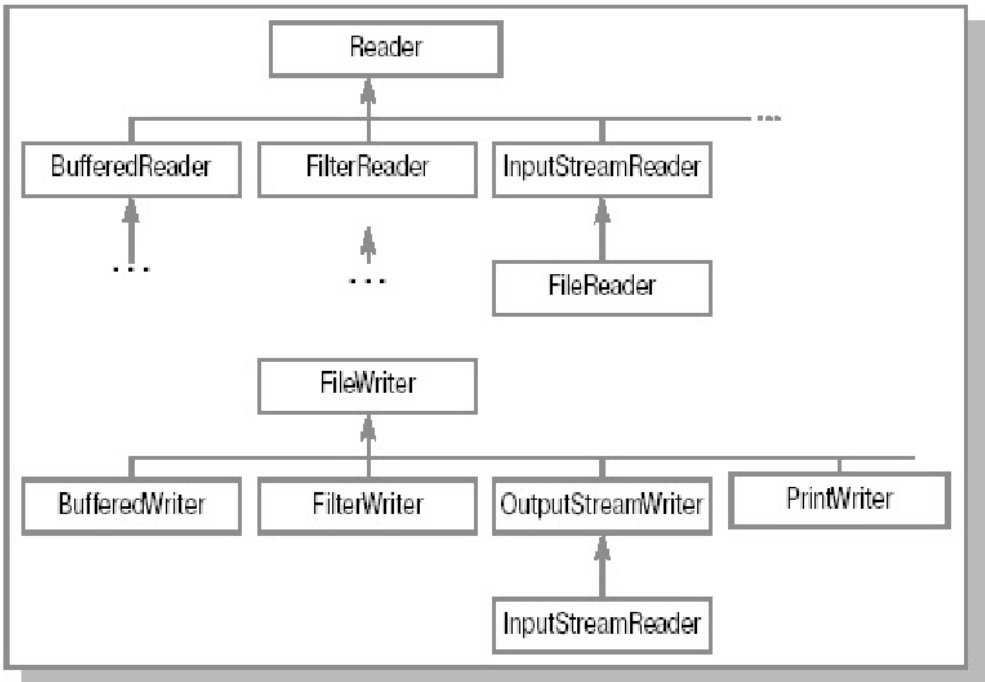 Reader
...
BufferedReader
FilterReader
InputStreamReader
...
...
FileReader
FileWriter
BufferedWriter
FilterWriter
OutputStreamWriter
PrintWriter
InputStreamReader